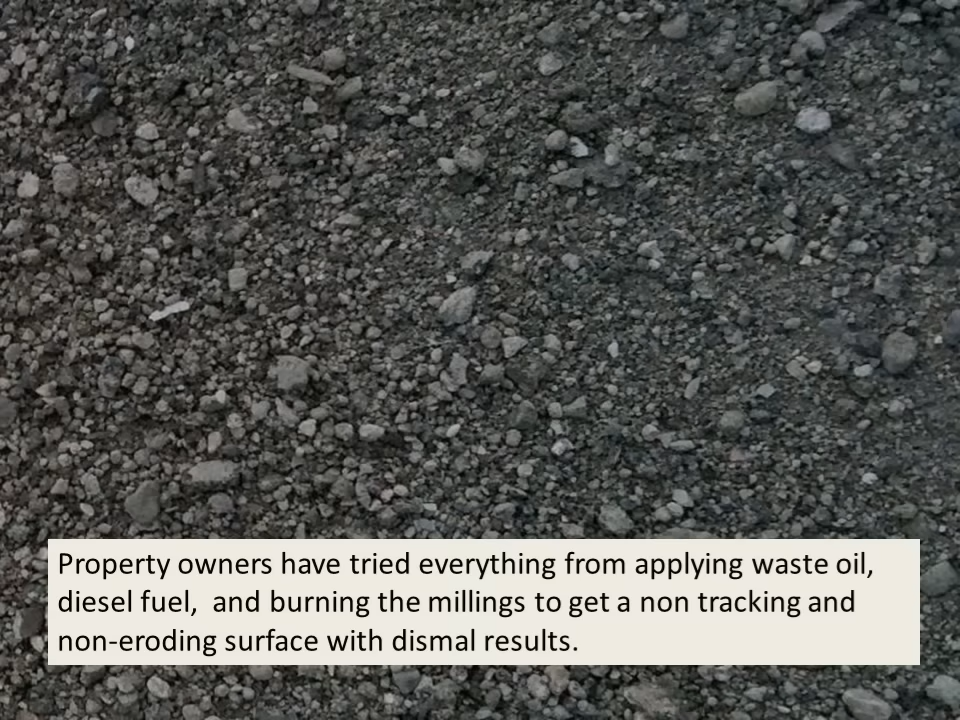 Property owners have tried everything from applying waste oil,
diesel fuel,  and burning the millings to get a non tracking and
non-eroding surface with dismal results.